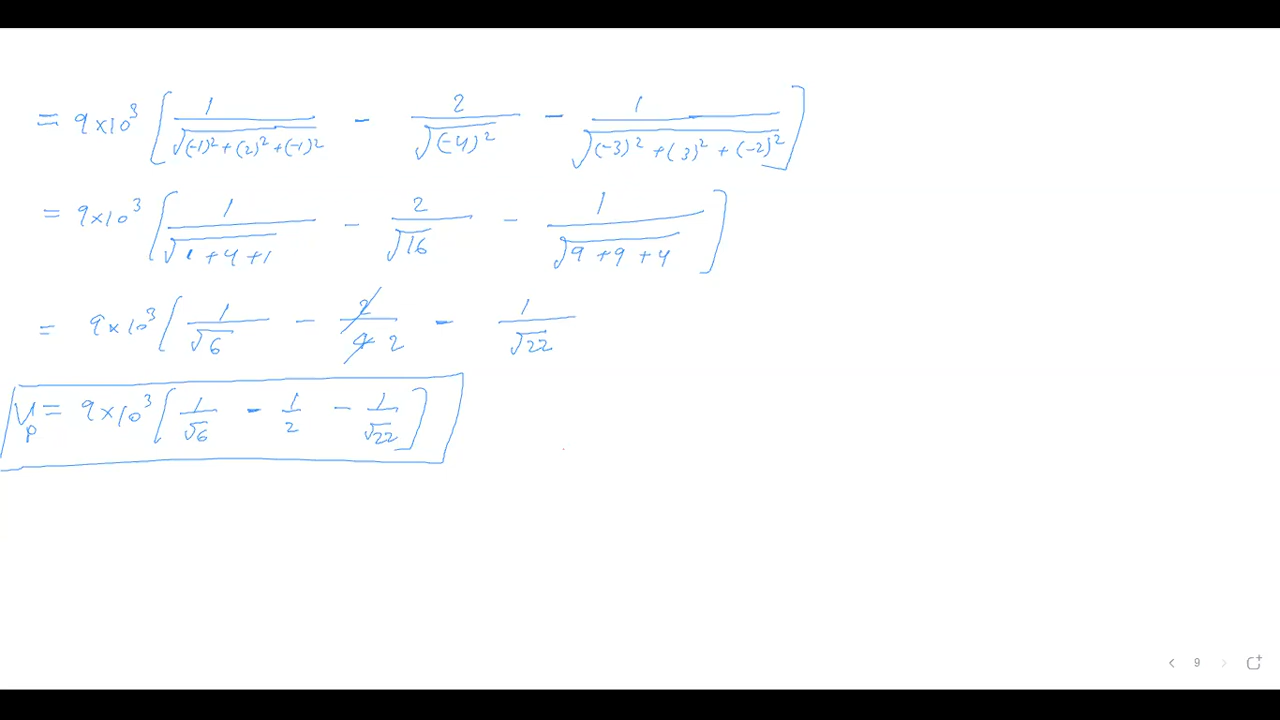 = 9×10³ [ 1/√((-1)²+(2)²+(-1)²) - 2/√((-4)²) - 1/√((-3)²+(3)²+(-2)²) ]
= 9×10³ [ 1/√(1+4+1) - 2/√16 - 1/√(9+9+4) ]
= 9×10³ [ 1/√6 - 2/4 2 - 1/√22
Vp = 9×10³ [ 1/√6 - 1/2 - 1/√22 ]
9